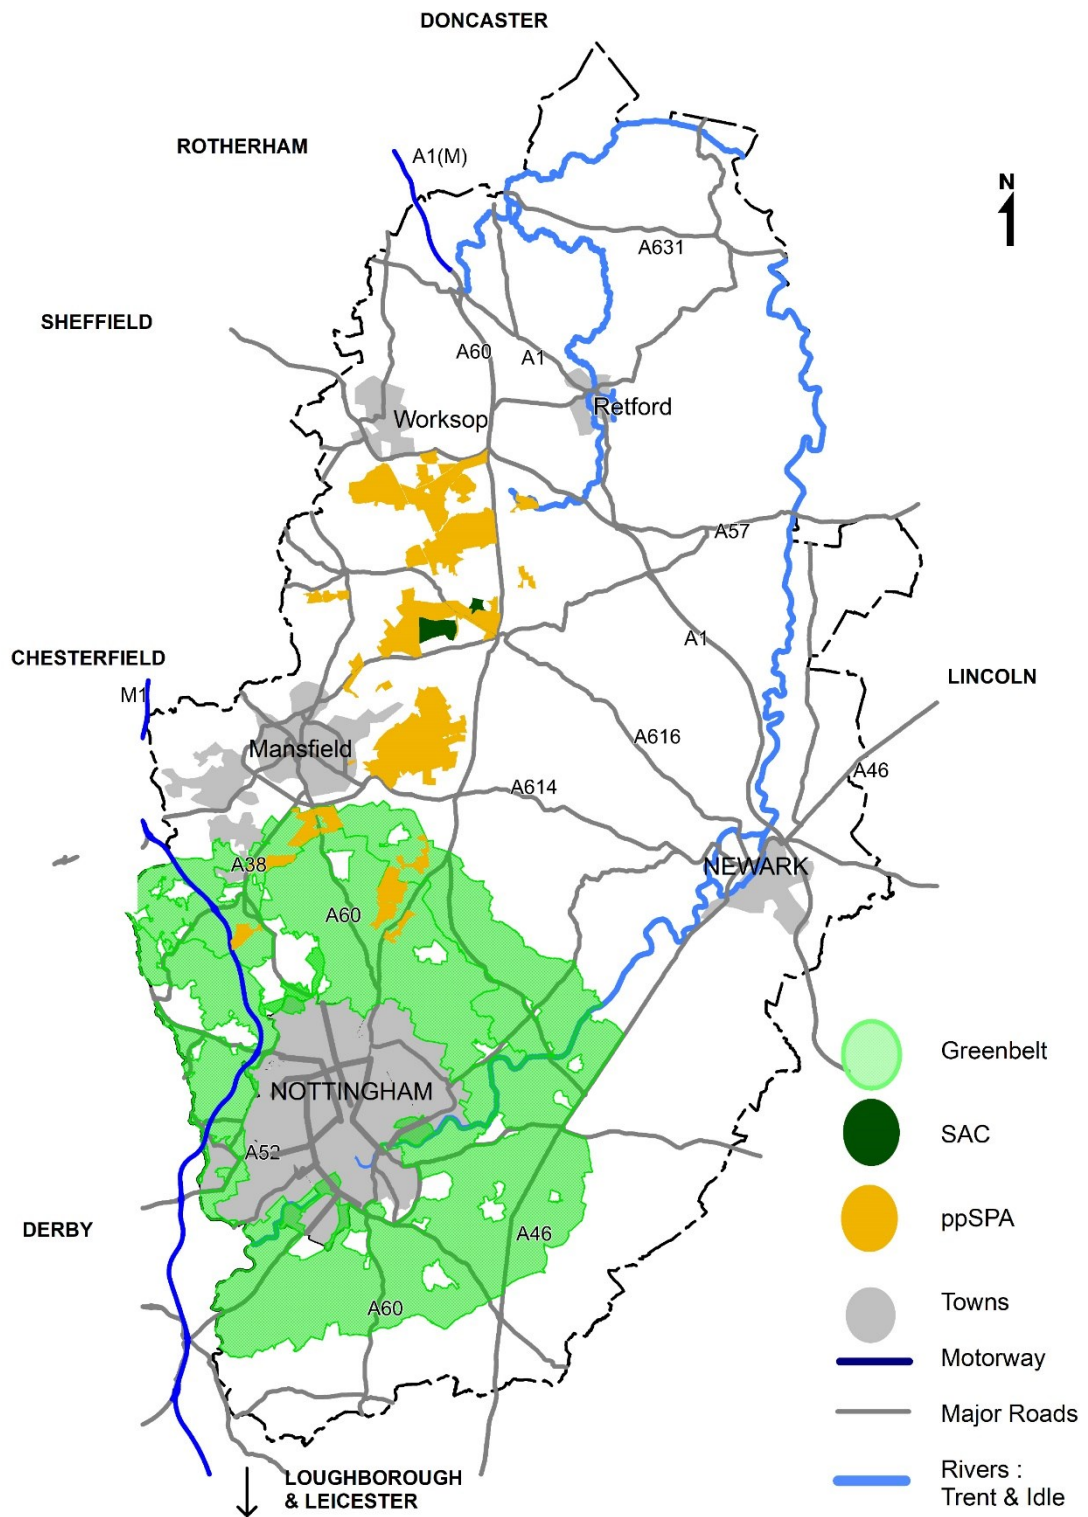 DONCASTER
ROTHERHAM
A1(M)
N
A631
SHEFFIELD
A60
A1
Worksop
Retford
A57
A1
CHESTERFIELD
M1
LINCOLN
A616
Mansfield
A46
A614
A38
NEWARK
A60
Greenbelt
NOTTINGHAM
SAC
A52
ppSPA
DERBY
A46
Towns
A60
Motorway
Major Roads
Rivers :
Trent & Idle
LOUGHBOROUGH
& LEICESTER